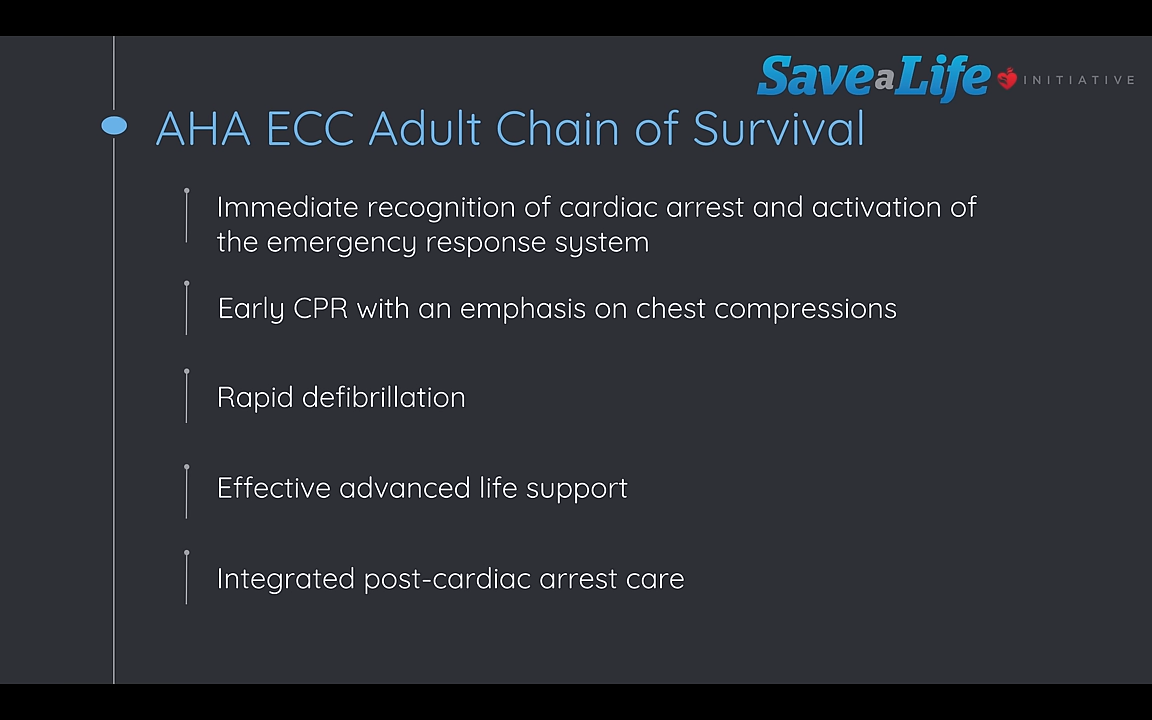 SaveaLife INITIATIVE
AHA ECC Adult Chain of Survival
Immediate recognition of cardiac arrest and activation of
the emergency response system
Early CPR with an emphasis on chest compressions
Rapid defibrillation
Effective advanced life support
Integrated post-cardiac arrest care